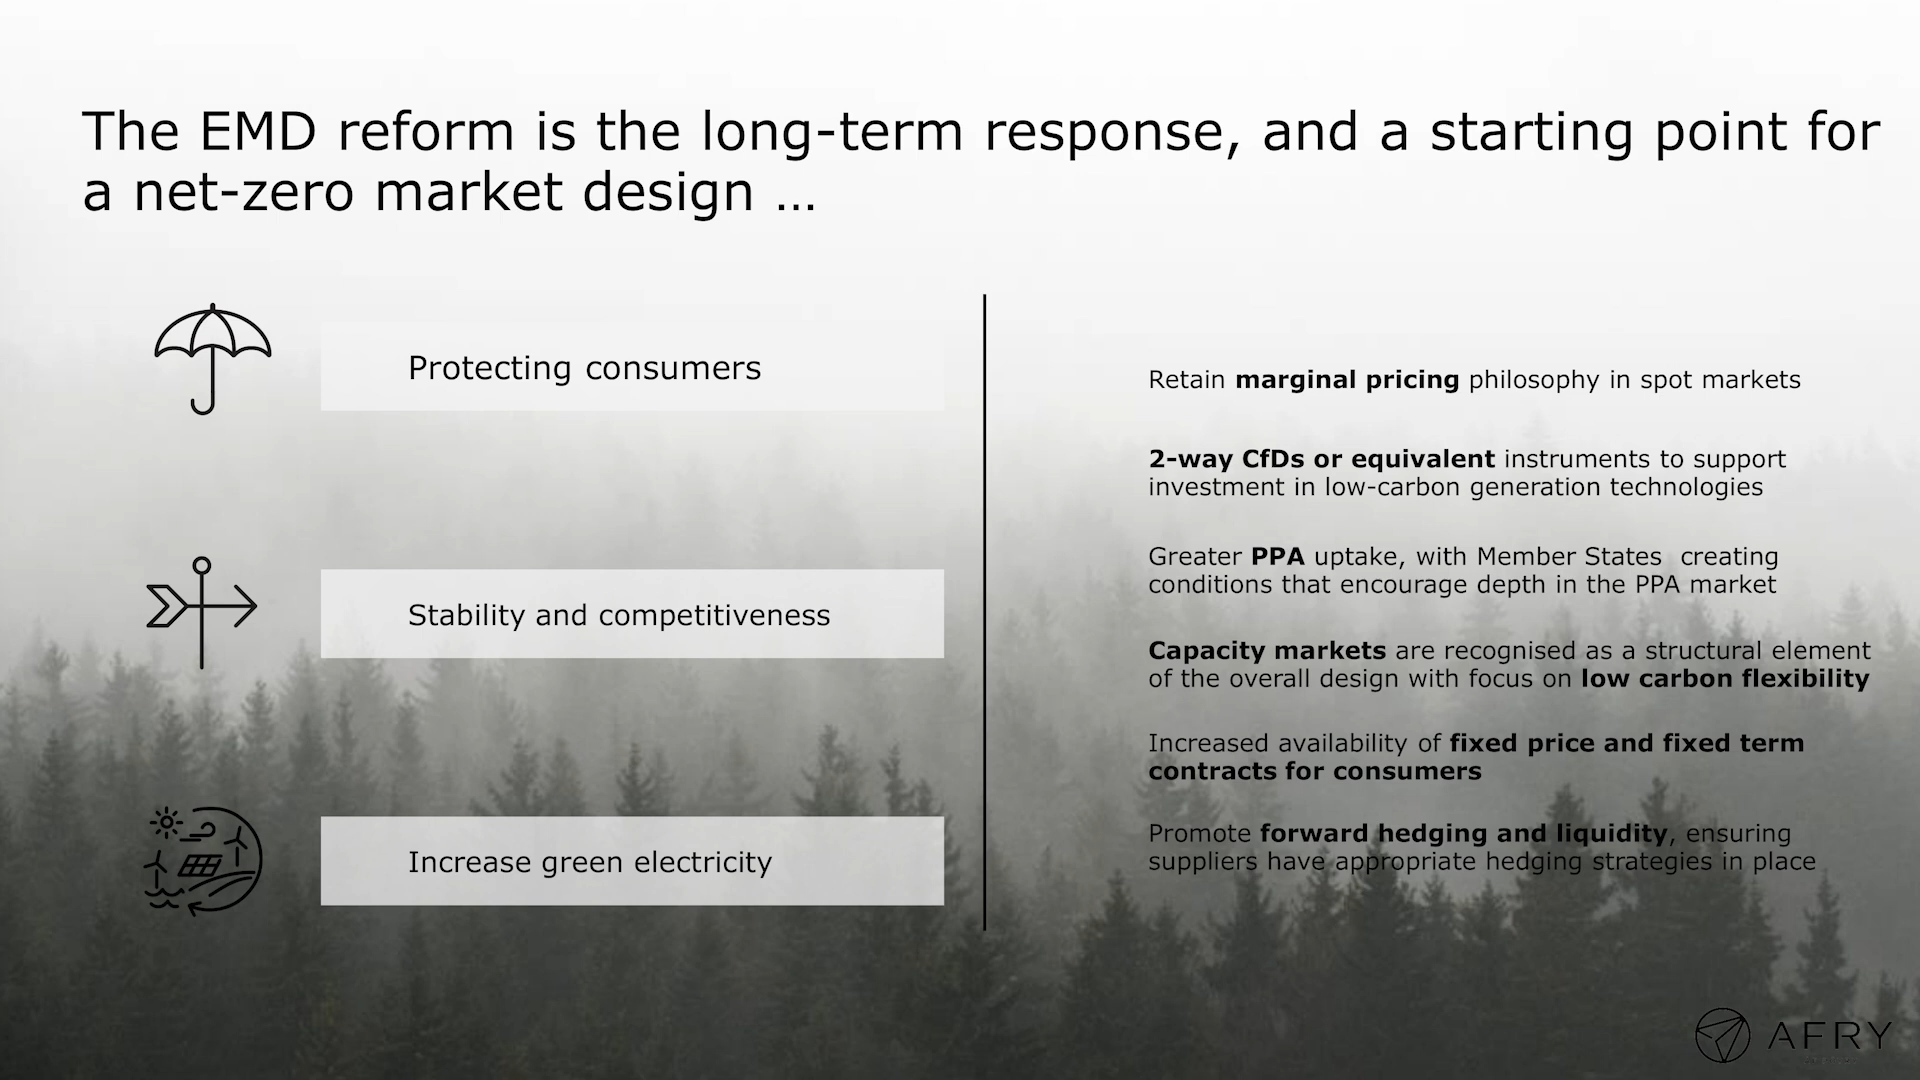 The EMD reform is the long-term response, and a starting point for
a net-zero market design ...
Protecting consumers
Stability and competitiveness
Increase green electricity
Retain marginal pricing philosophy in spot markets
2-way CfDs or equivalent instruments to support
investment in low-carbon generation technologies
Greater PPA uptake, with Member States creating
conditions that encourage depth in the PPA market
Capacity markets are recognised as a structural element
of the overall design with focus on low carbon flexibility
Increased availability of fixed price and fixed term
contracts for consumers
Promote forward hedging and liquidity, ensuring
suppliers have appropriate hedging strategies in place
AFRY